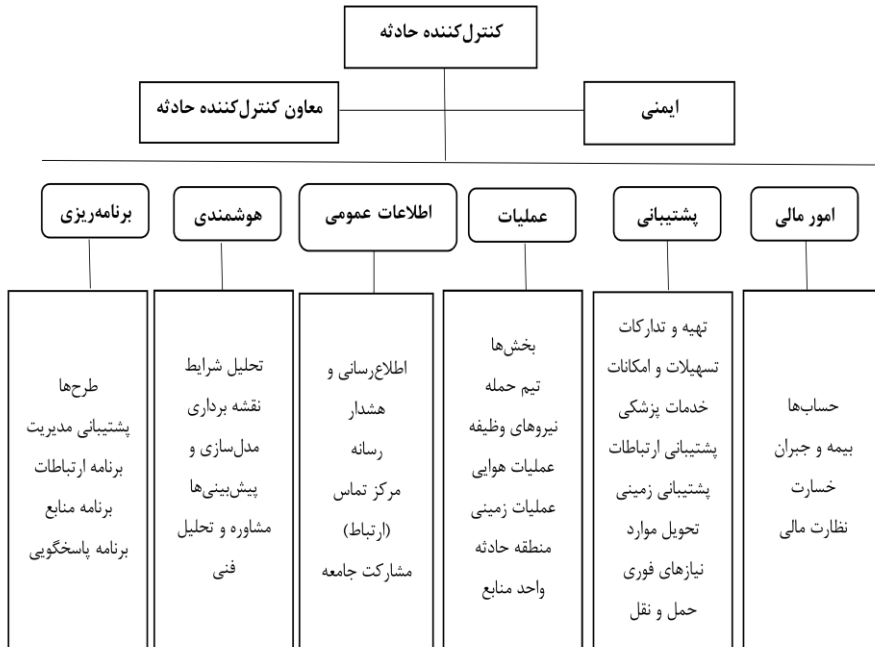 کنترل‌کننده حادثه
ایمنی
معاون کنترل‌کننده حادثه
امور مالی
پشتیبانی
عملیات
اطلاعات عمومی
هوشمندی
برنامه‌ریزی
حساب‌ها
بیمه و جبران
خسارت
نظارت مالی
تهیه و تدارکات
تسهیلات و امکانات
خدمات پزشکی
پشتیبانی ارتباطات
پشتیبانی زمینی
تحویل موارد
نیازهای فوری
حمل و نقل
بخش‌ها
تیم حمله
نیروهای وظیفه
عملیات هوایی
عملیات زمینی
منطقه حادثه
واحد منابع
اطلاع‌رسانی و
هشدار
رسانه
مرکز تماس
(ارتباط)
مشارکت جامعه
تحلیل شرایط
نقشه برداری
مدل‌سازی و
پیش‌بینی‌ها
مشاوره و تحلیل
فنی
طرح‌ها
پشتیبانی مدیریت
برنامه ارتباطات
برنامه منابع
برنامه پاسخگویی